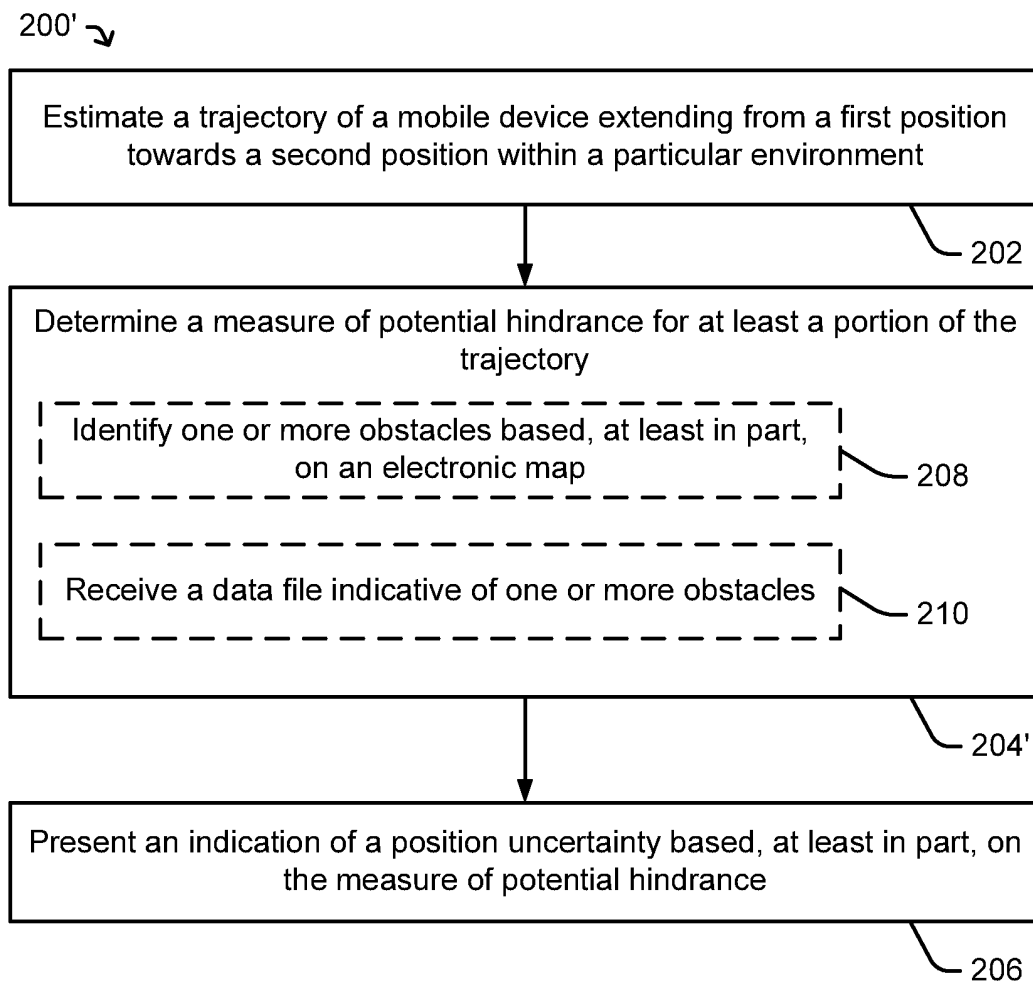 200'
Estimate a trajectory of a mobile device extending from a first position
towards a second position within a particular environment
202
Determine a measure of potential hindrance for at least a portion of the
trajectory
Identify one or more obstacles based, at least in part,
on an electronic map
208
Receive a data file indicative of one or more obstacles
210
204'
Present an indication of a position uncertainty based, at least in part, on
the measure of potential hindrance
206